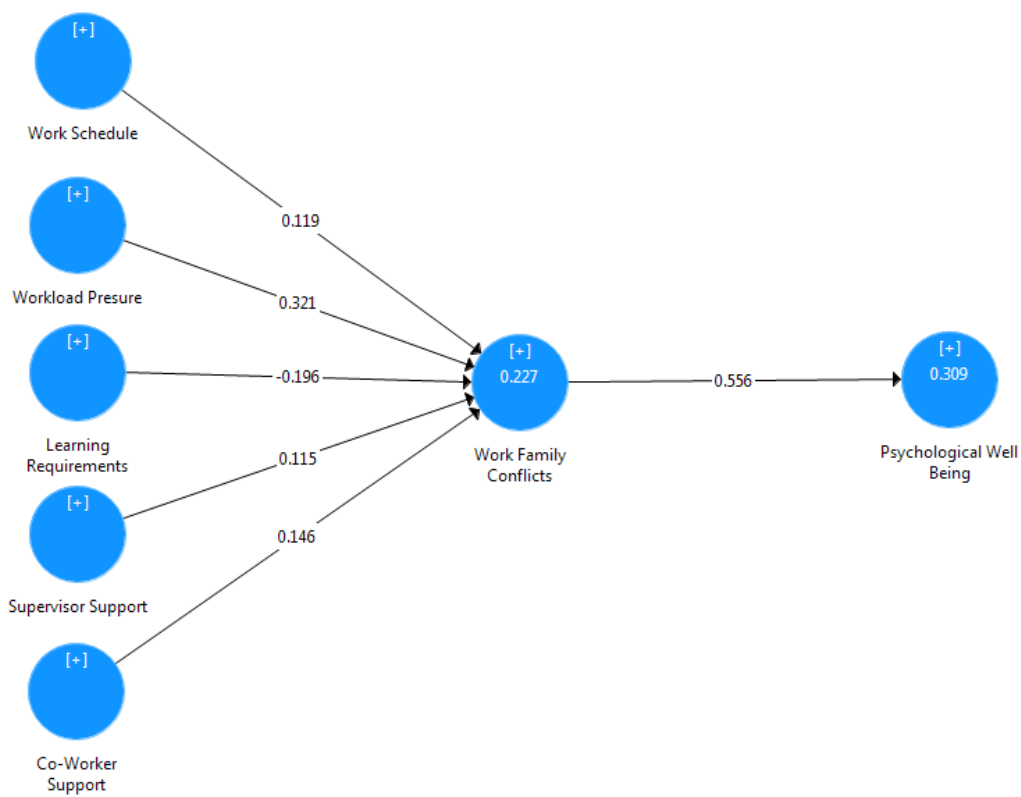 [+]
Work Schedule
0.119
[+]
Workload Presure
0.321
[+]
Learning
Requirements
-0.196
[+]
Supervisor Support
0.115
[+]
Co-Worker
Support
0.146
[+]
0.227
Work Family
Conflicts
0.556
[+]
0.309
Psychological Well
Being